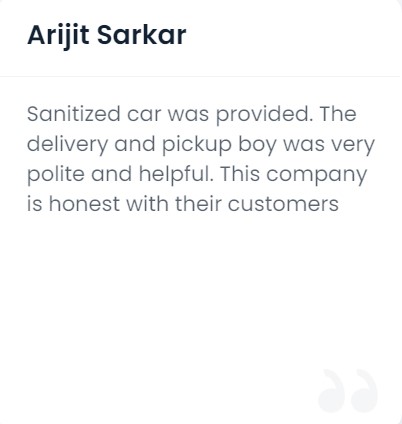 Arijit Sarkar
Sanitized car was provided. The
delivery and pickup boy was very
polite and helpful. This company
is honest with their customers